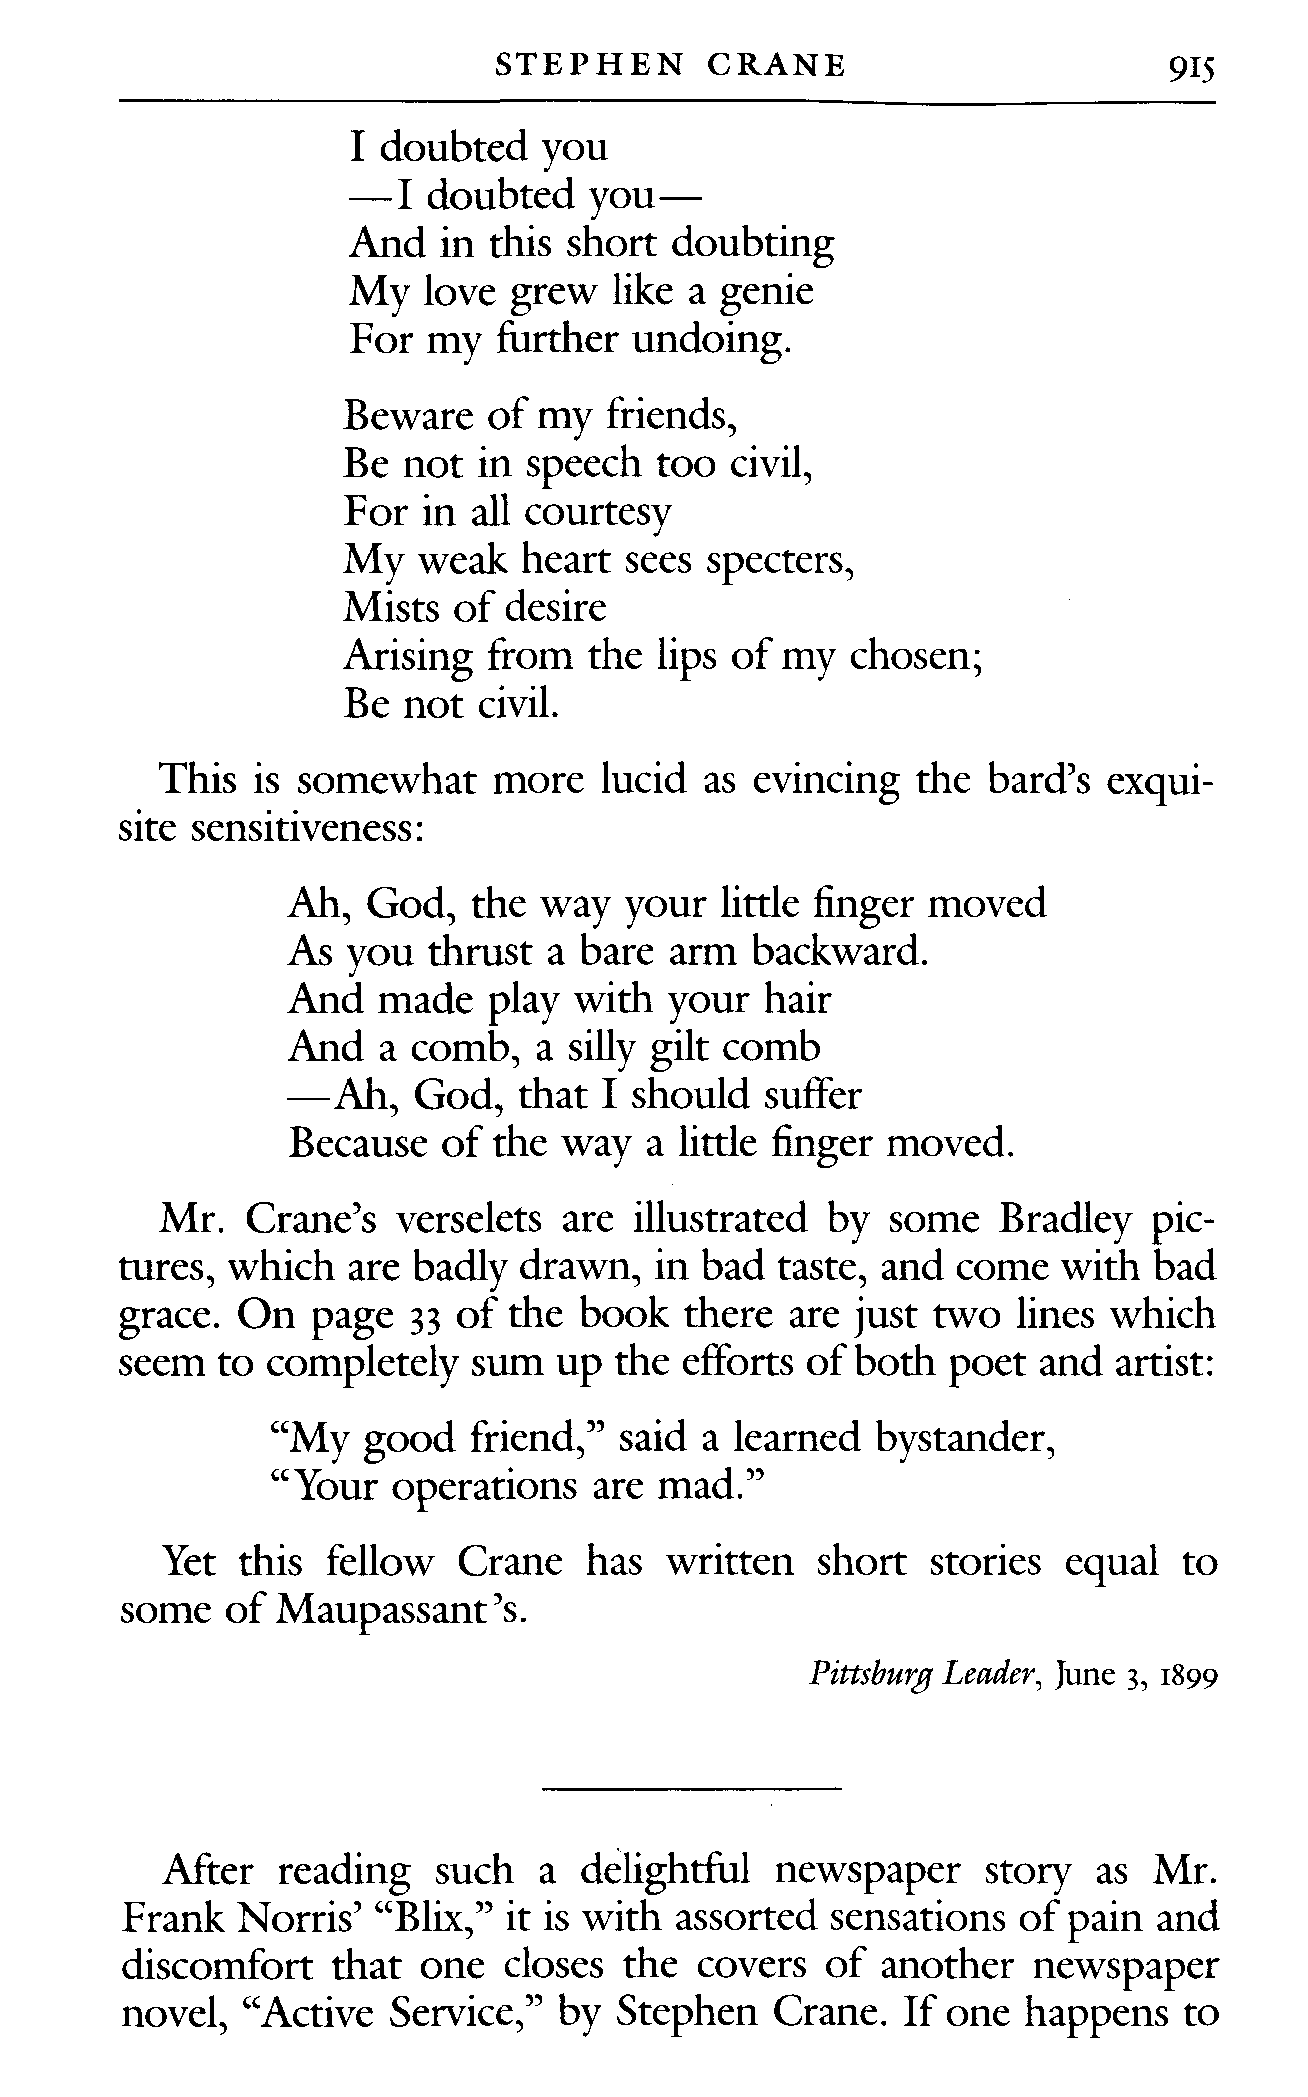 STEPHEN CRANE 915
I doubted you
—I doubted you—
And in this short doubting
My love grew like a genie
For my further undoing.
Beware of my friends,
Be not in speech too civil,
For in all courtesy
My weak heart sees specters,
Mists of desire
Arising from the lips of my chosen;
Be not civil.
This is somewhat more lucid as evincing the bard’s exqui-
site sensitiveness:
Ah, God, the way your little finger moved
As you thrust a bare arm backward.
And made play with your hair
And a comb, a silly gilt comb
—Ah, God, that I should suffer
Because of the way a little finger moved.
Mr. Crane’s verselets are illustrated by some Bradley pic-
tures, which are badly drawn, in bad taste, and come with bad
grace. On page 33 of the book there are just two lines which
seem to completely sum up the efforts of both poet and artist:
“My good friend,” said a learned bystander,
“Your operations are mad.”
Yet this fellow Crane has written short stories equal to
some of Maupassant’s.
Pittsburg Leader, June 3, 1899
After reading such a delightful newspaper story as Mr.
Frank Norris’ “Blix,” it is with assorted sensations of pain and
discomfort that one closes the covers of another newspaper
novel, “Active Service,” by Stephen Crane. If one happens to